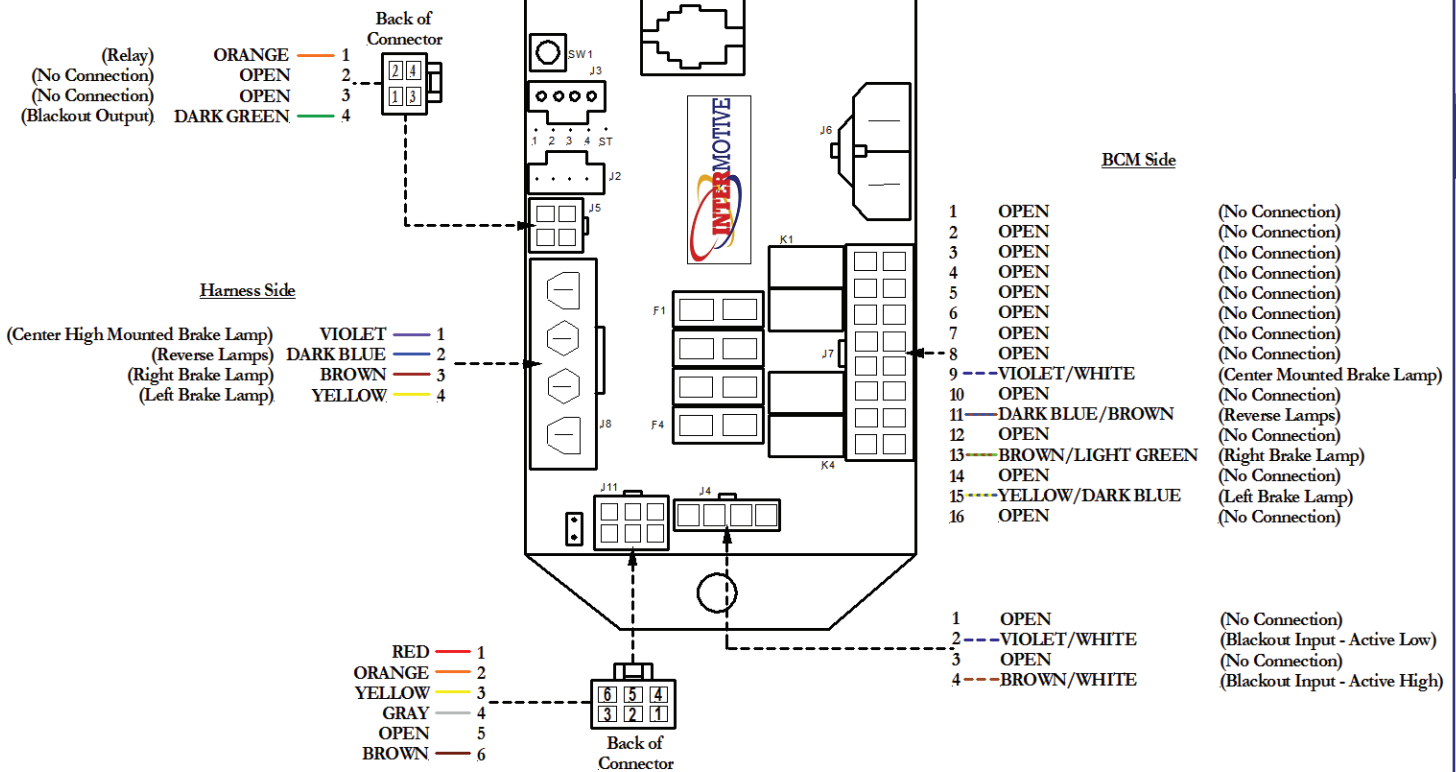 Back of
Connector
(Relay) ORANGE 1
(No Connection) OPEN 2
(No Connection) OPEN 3
(Blackout Output) DARK GREEN 4
2 4
1 3
SW1
J3
1 2 3 4 ST
J2
J5
INTERMOTIVE
J6
Harness Side
(Center High Mounted Brake Lamp) VIOLET 1
(Reverse Lamps) DARK BLUE 2
(Right Brake Lamp) BROWN 3
(Left Brake Lamp) YELLOW 4
K1
F1
J7
F4
J8
K4
J11
J4
BCM Side
1 OPEN (No Connection)
2 OPEN (No Connection)
3 OPEN (No Connection)
4 OPEN (No Connection)
5 OPEN (No Connection)
6 OPEN (No Connection)
7 OPEN (No Connection)
8 OPEN (No Connection)
9 VIOLET/WHITE (Center Mounted Brake Lamp)
10 OPEN (No Connection)
11 DARK BLUE/BROWN (Reverse Lamps)
12 OPEN (No Connection)
13 BROWN/LIGHT GREEN (Right Brake Lamp)
14 OPEN (No Connection)
15 YELLOW/DARK BLUE (Left Brake Lamp)
16 OPEN (No Connection)
1 OPEN (No Connection)
2 VIOLET/WHITE (Blackout Input - Active Low)
3 OPEN (No Connection)
4 BROWN/WHITE (Blackout Input - Active High)
RED 1
ORANGE 2
YELLOW 3
GRAY 4
OPEN 5
BROWN 6
6 5 4
3 2 1
Back of
Connector